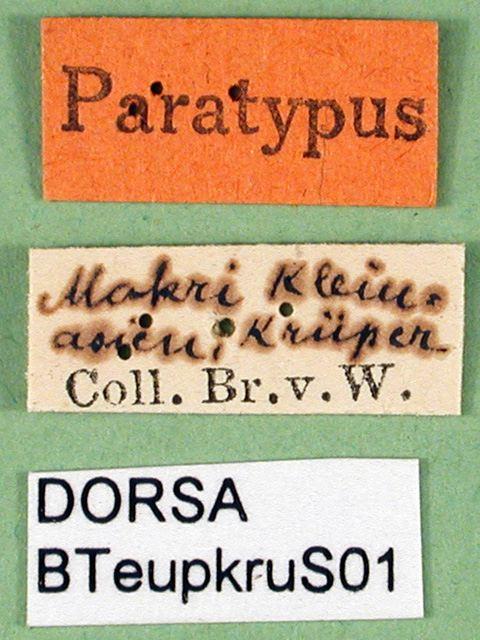 Paratypus
Makri Klein-
asien, Krüper
Coll. Br. v. W.
DORSA
BTeupkruS01